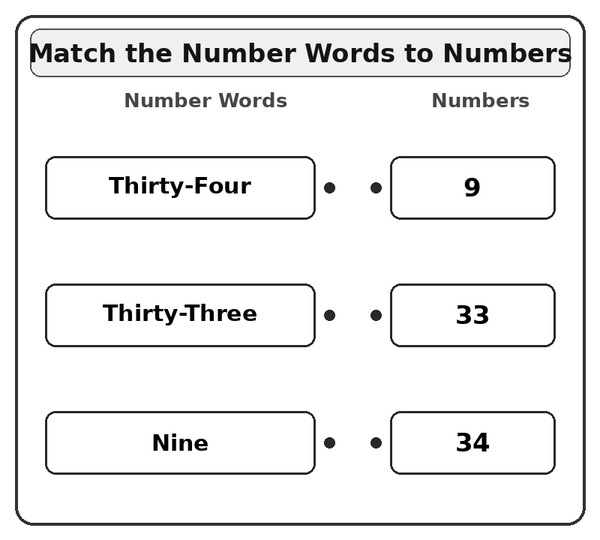 Match the Number Words to Numbers
Number Words Numbers
Thirty-Four 9
Thirty-Three 33
Nine 34